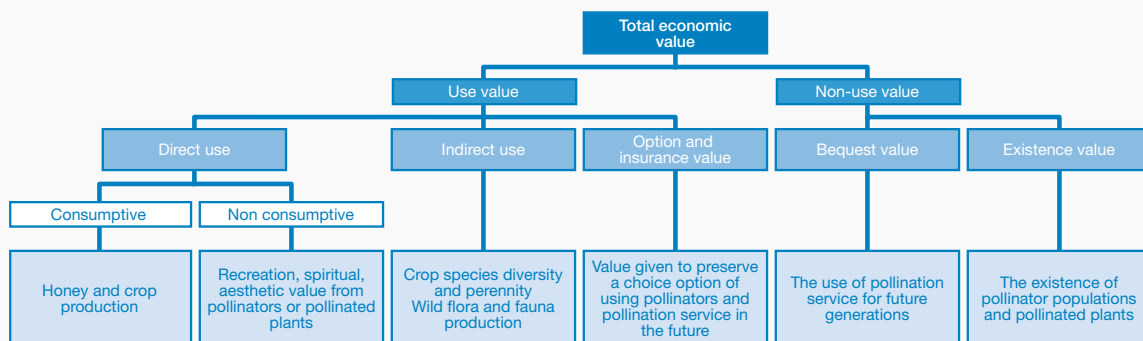 Total economic
value
Use value
Non-use value
Direct use
Indirect use
Option and
insurance value
Bequest value
Existence value
Consumptive
Non consumptive
Honey and crop
production
Recreation, spiritual,
aesthetic value from
pollinators or pollinated
plants
Crop species diversity
and perennity
Wild flora and fauna
production
Value given to preserve
a choice option of
using pollinators and
pollination service in
the future
The use of pollination
service for future
generations
The existence of
pollinator populations
and pollinated plants